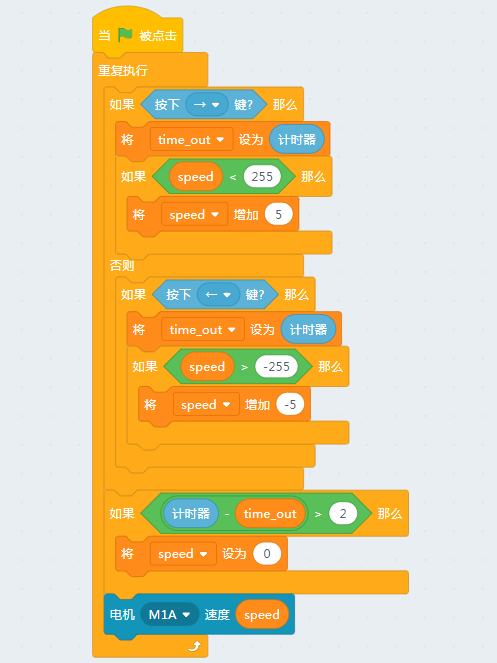 当 被点击
重复执行
如果 按下 → 键? 那么
将 time_out 设为 计时器
如果 speed < 255 那么
将 speed 增加 5
否则
如果 按下 ← 键? 那么
将 time_out 设为 计时器
如果 speed > -255 那么
将 speed 增加 -5
如果 计时器 - time_out > 2 那么
将 speed 设为 0
电机 M1A 速度 speed